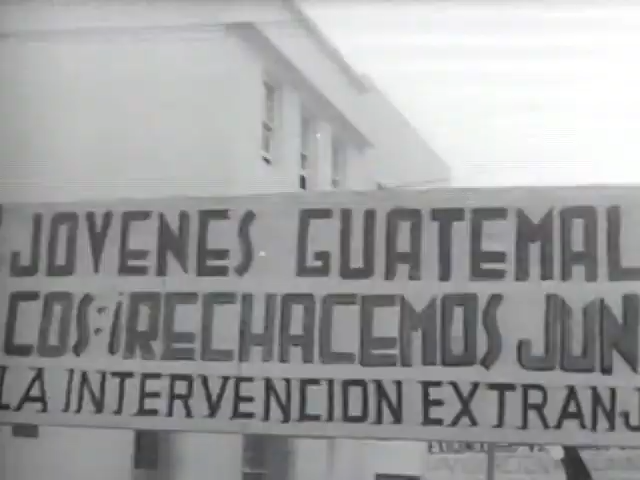 JOVENES GUATEMAL
COS: ¡RECHACEMOS JUN
LA INTERVENCION EXTRANJ